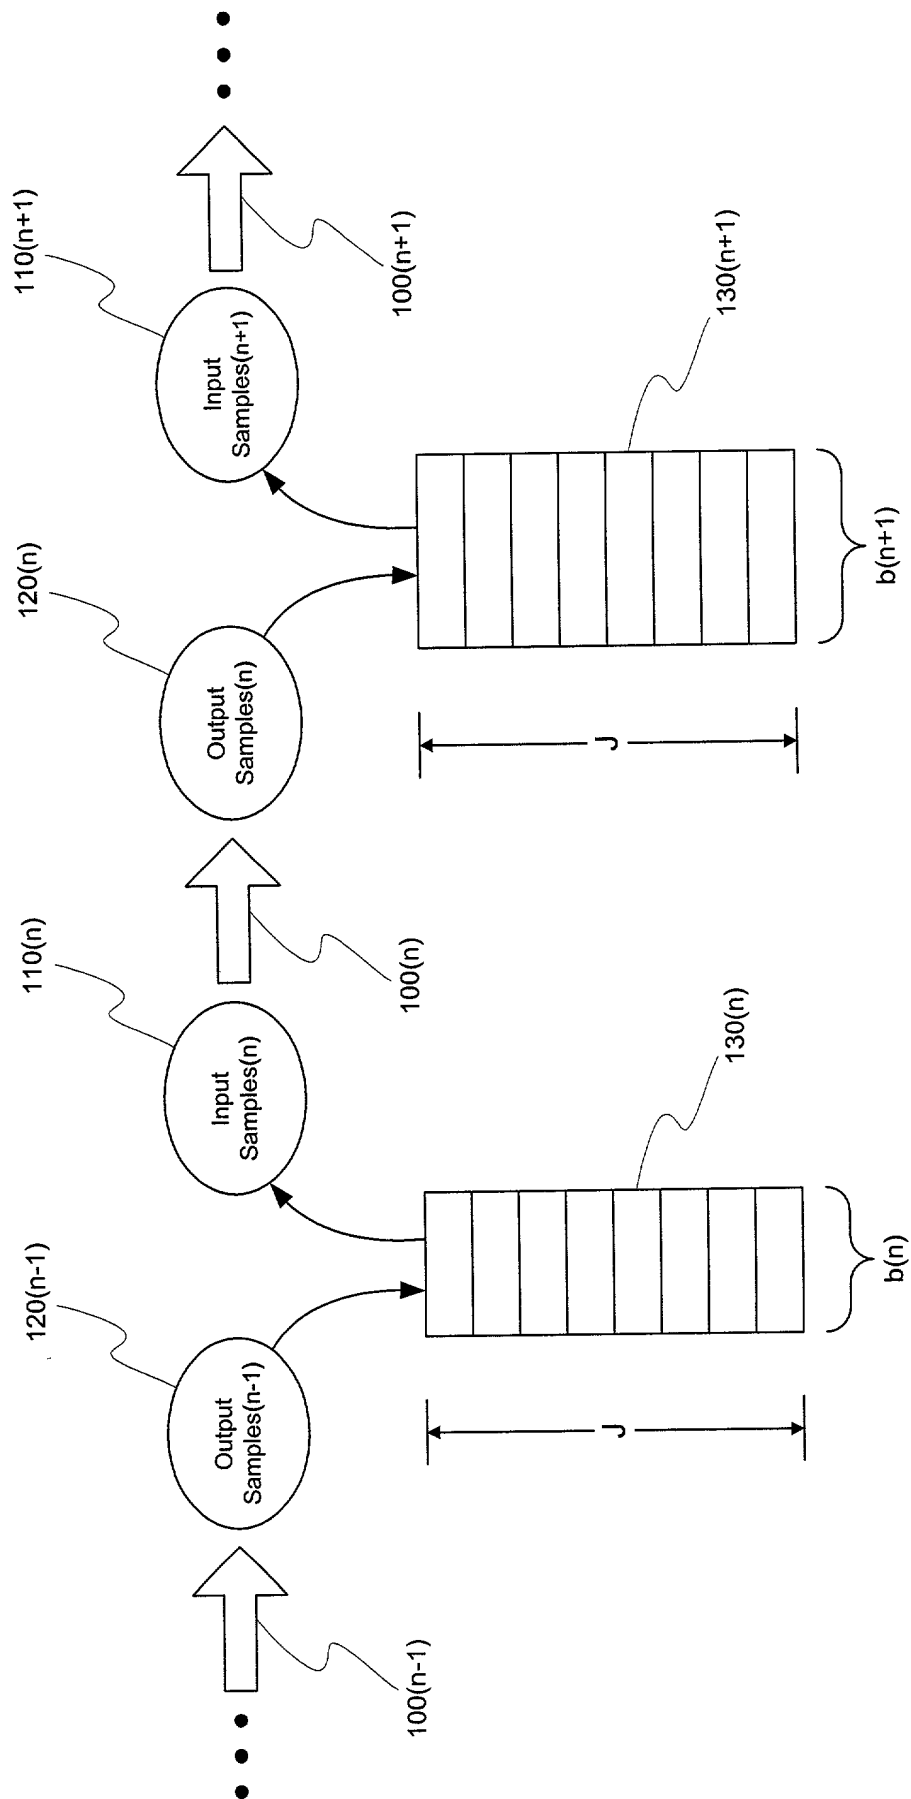 120(n-1)
110(n)
120(n)
110(n+1)
Output
Samples(n-1)
Input
Samples(n)
Output
Samples(n)
Input
Samples(n+1)
100(n-1)
100(n)
100(n+1)
J
130(n)
J
130(n+1)
b(n)
b(n+1)